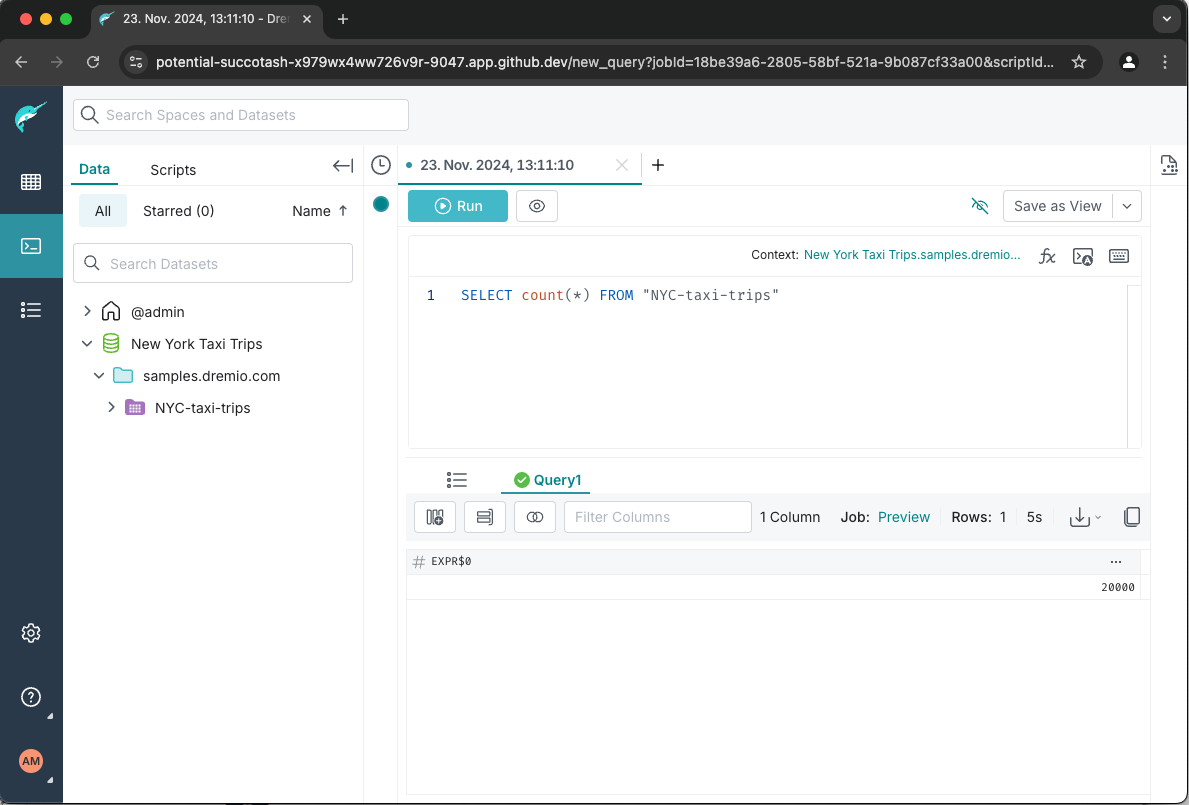 23. Nov. 2024, 13:11:10 - Dre
potential-succotash-x979wx4ww726v9r-9047.app.github.dev/new_query?jobId=18be39a6-2805-58bf-521a-9b087cf33a00&scriptId...
Search Spaces and Datasets
Data Scripts
23. Nov. 2024, 13:11:10
All Starred (0) Name
Run
Save as View
Search Datasets
Context: New York Taxi Trips.samples.dremio...
1 SELECT count(*) FROM "NYC-taxi-trips"
@admin
New York Taxi Trips
samples.dremio.com
NYC-taxi-trips
Query1
Filter Columns 1 Column Job: Preview Rows: 1 5s
# EXPR$0 ...
20000
AM